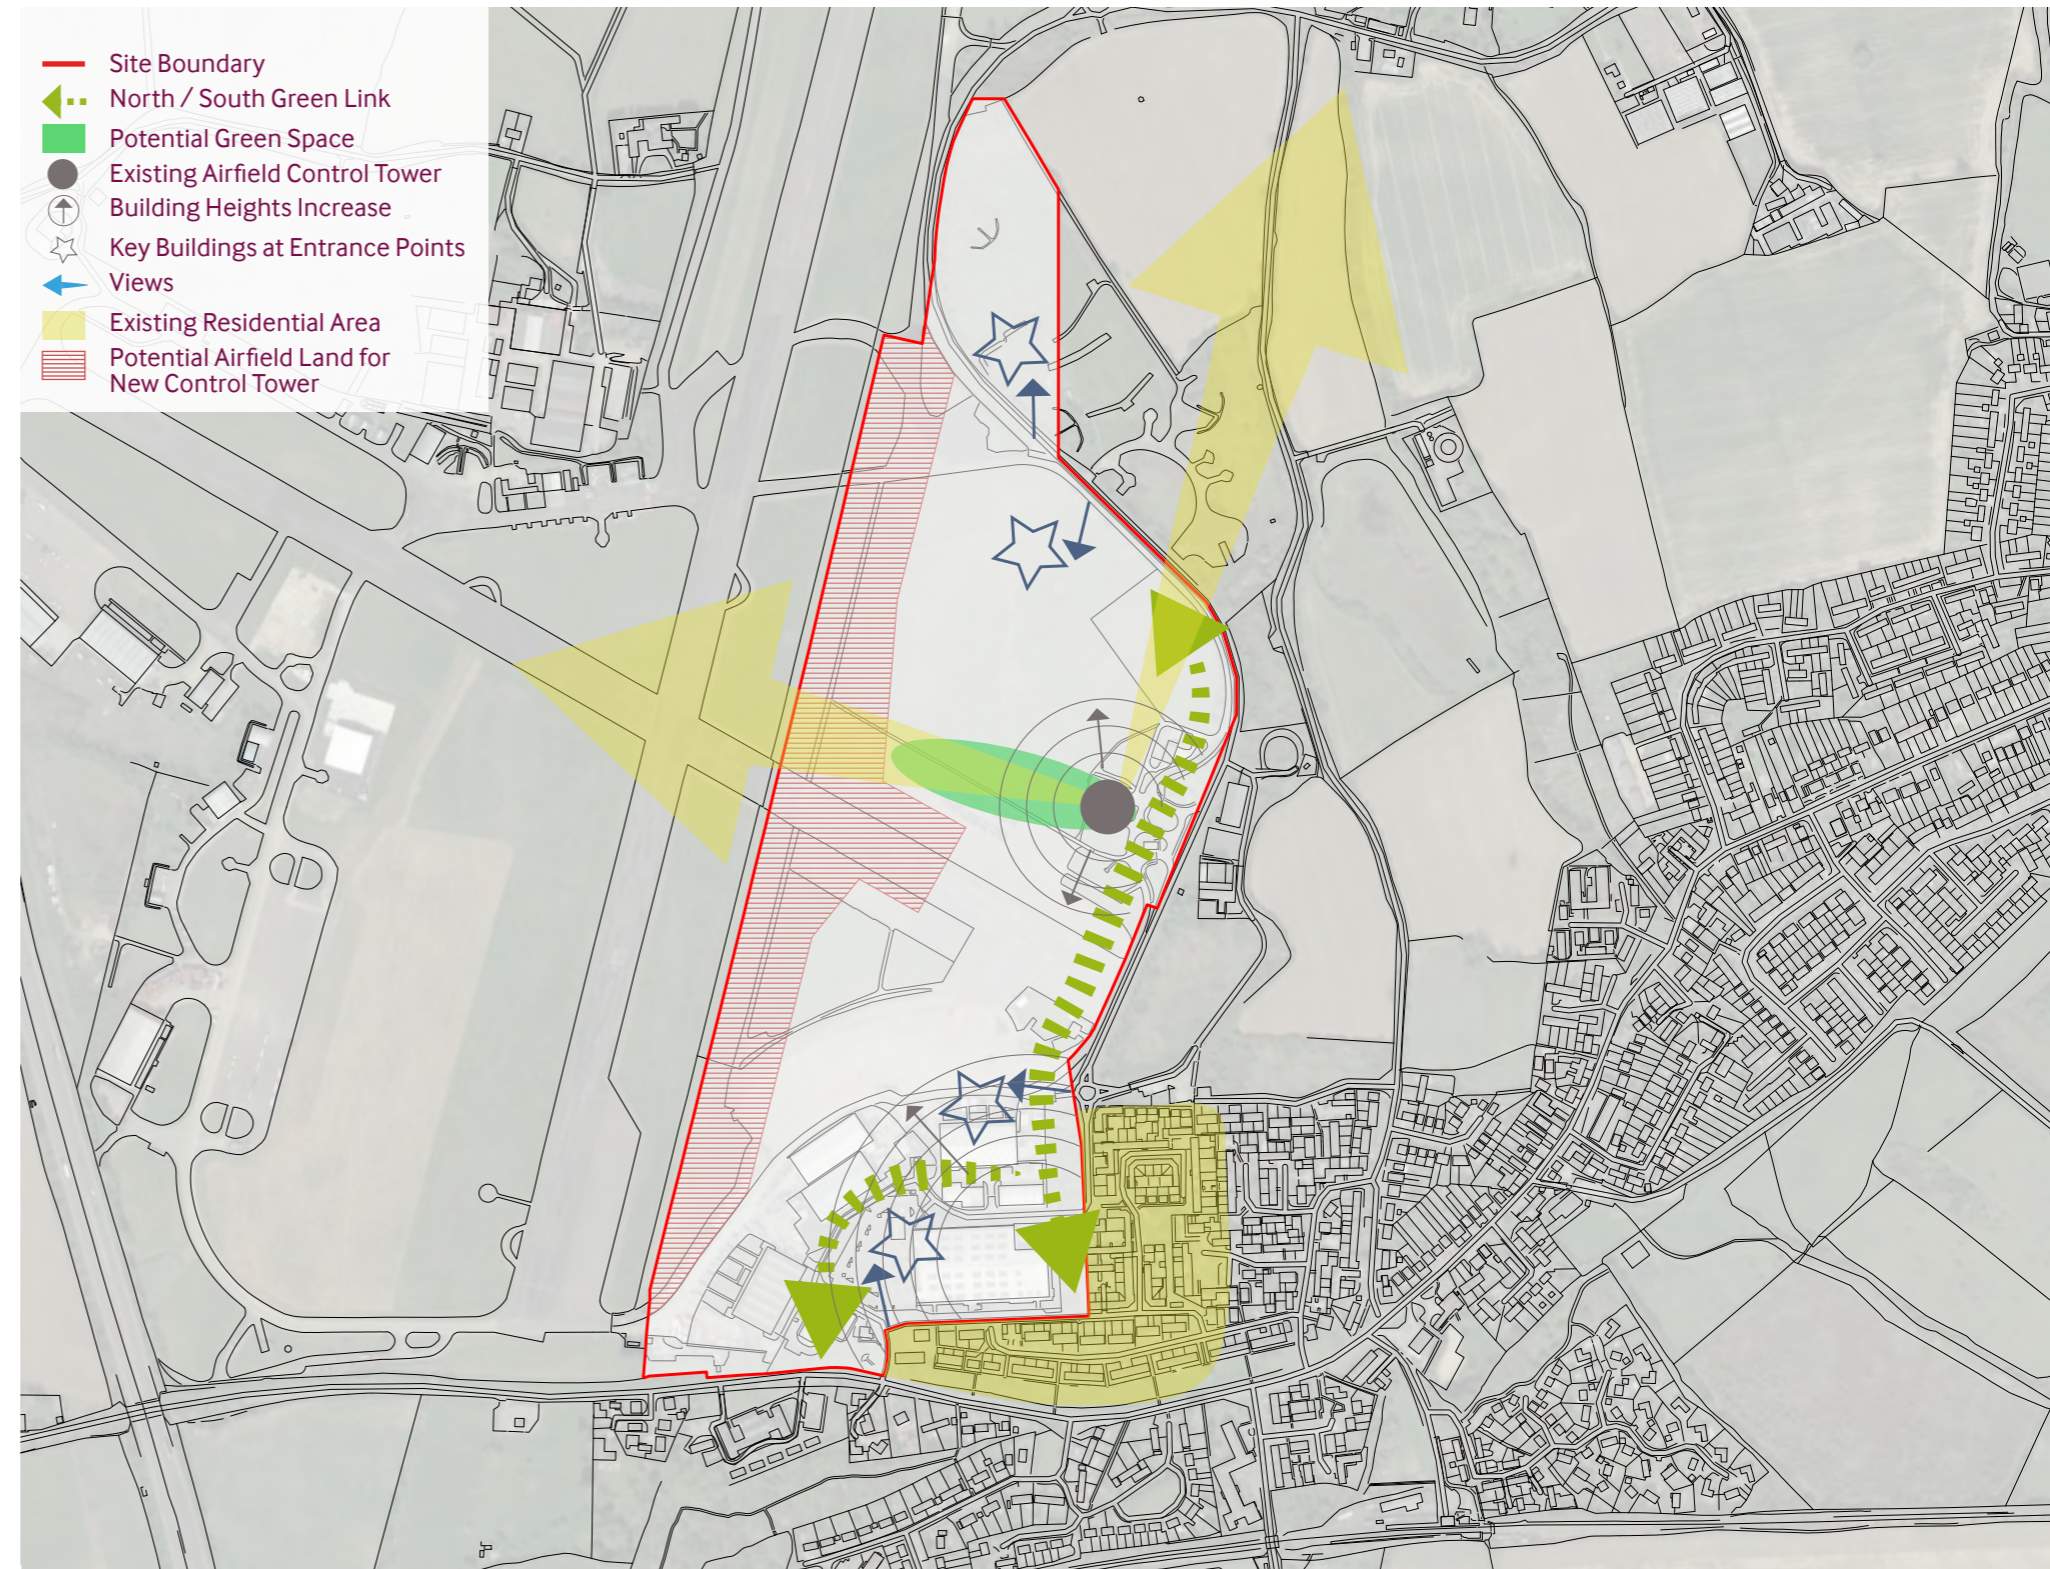 Site Boundary
North / South Green Link
Potential Green Space
Existing Airfield Control Tower
Building Heights Increase
Key Buildings at Entrance Points
Views
Existing Residential Area
Potential Airfield Land for
New Control Tower